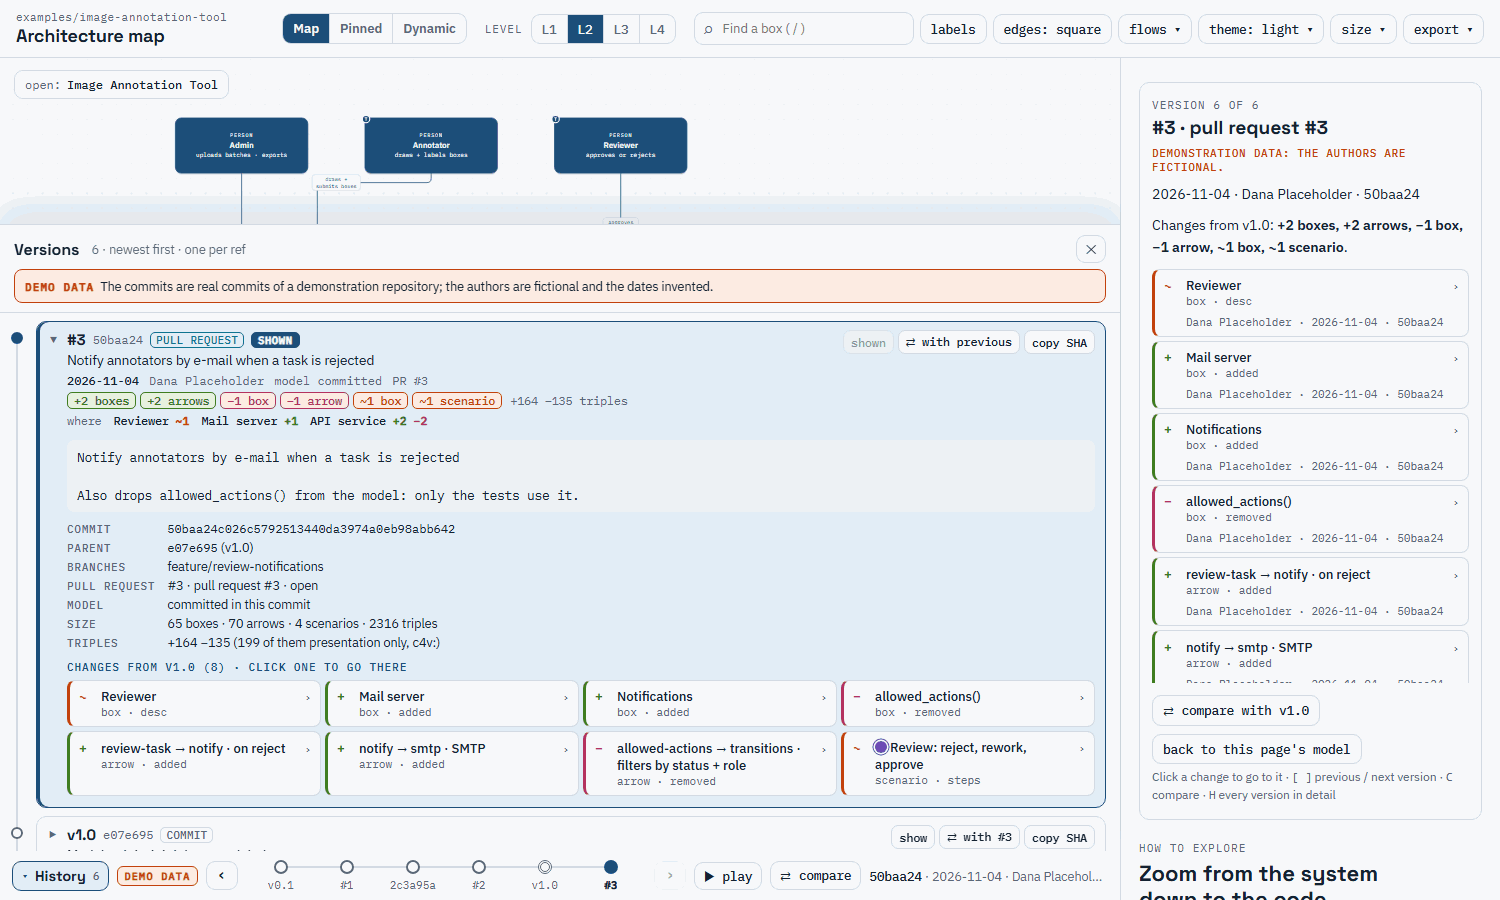 examples/image-annotation-tool
Architecture map
Map Pinned Dynamic
LEVEL L1 L2 L3 L4
Find a box ( / )
labels
edges: square
flows ▾
theme: light ▾
size ▾
export ▾
open: Image Annotation Tool
PERSON
Admin
uploads batches · exports
PERSON
Annotator
draws + labels boxes
PERSON
Reviewer
approves or rejects
draws +
submits boxes
approves
Versions 6 · newest first · one per ref
DEMO DATA The commits are real commits of a demonstration repository; the authors are fictional and the dates invented.
▼ #3 50baa24 PULL REQUEST SHOWN
shown ⇄ with previous copy SHA
Notify annotators by e-mail when a task is rejected
2026-11-04 Dana Placeholder model committed PR #3
+2 boxes +2 arrows −1 box −1 arrow ~1 box ~1 scenario +164 −135 triples
where Reviewer ~1 Mail server +1 API service +2 −2
Notify annotators by e-mail when a task is rejected
Also drops allowed_actions() from the model: only the tests use it.
COMMIT 50baa24c026c5792513440da3974a0eb98abb642
PARENT e07e695 (v1.0)
BRANCHES feature/review-notifications
PULL REQUEST #3 · pull request #3 · open
MODEL committed in this commit
SIZE 65 boxes · 70 arrows · 4 scenarios · 2316 triples
TRIPLES +164 −135 (199 of them presentation only, c4v:)
CHANGES FROM V1.0 (8) · CLICK ONE TO GO THERE
~ Reviewer ›
box · desc
+ Mail server ›
box · added
+ Notifications ›
box · added
− allowed_actions() ›
box · removed
+ review-task → notify · on reject ›
arrow · added
+ notify → smtp · SMTP ›
arrow · added
− allowed-actions → transitions · ›
filters by status + role
arrow · removed
~ Review: reject, rework, ›
approve
scenario · steps
▶ v1.0 e07e695 COMMIT
show ⇄ with #3 copy SHA
▾ History 6
DEMO DATA
‹
v0.1 #1 2c3a95a #2 v1.0 #3
›
▶ play
⇄ compare
50baa24 · 2026-11-04 · Dana Placehol...
VERSION 6 OF 6
#3 · pull request #3
DEMONSTRATION DATA: THE AUTHORS ARE
FICTIONAL.
2026-11-04 · Dana Placeholder · 50baa24
Changes from v1.0: +2 boxes, +2 arrows, −1 box,
−1 arrow, ~1 box, ~1 scenario.
~ Reviewer ›
box · desc
Dana Placeholder · 2026-11-04 · 50baa24
+ Mail server ›
box · added
Dana Placeholder · 2026-11-04 · 50baa24
+ Notifications ›
box · added
Dana Placeholder · 2026-11-04 · 50baa24
− allowed_actions() ›
box · removed
Dana Placeholder · 2026-11-04 · 50baa24
+ review-task → notify · on reject ›
arrow · added
Dana Placeholder · 2026-11-04 · 50baa24
+ notify → smtp · SMTP ›
arrow · added
⇄ compare with v1.0
back to this page's model
Click a change to go to it · [ ] previous / next version · C
compare · H every version in detail
HOW TO EXPLORE
Zoom from the system
down to the code